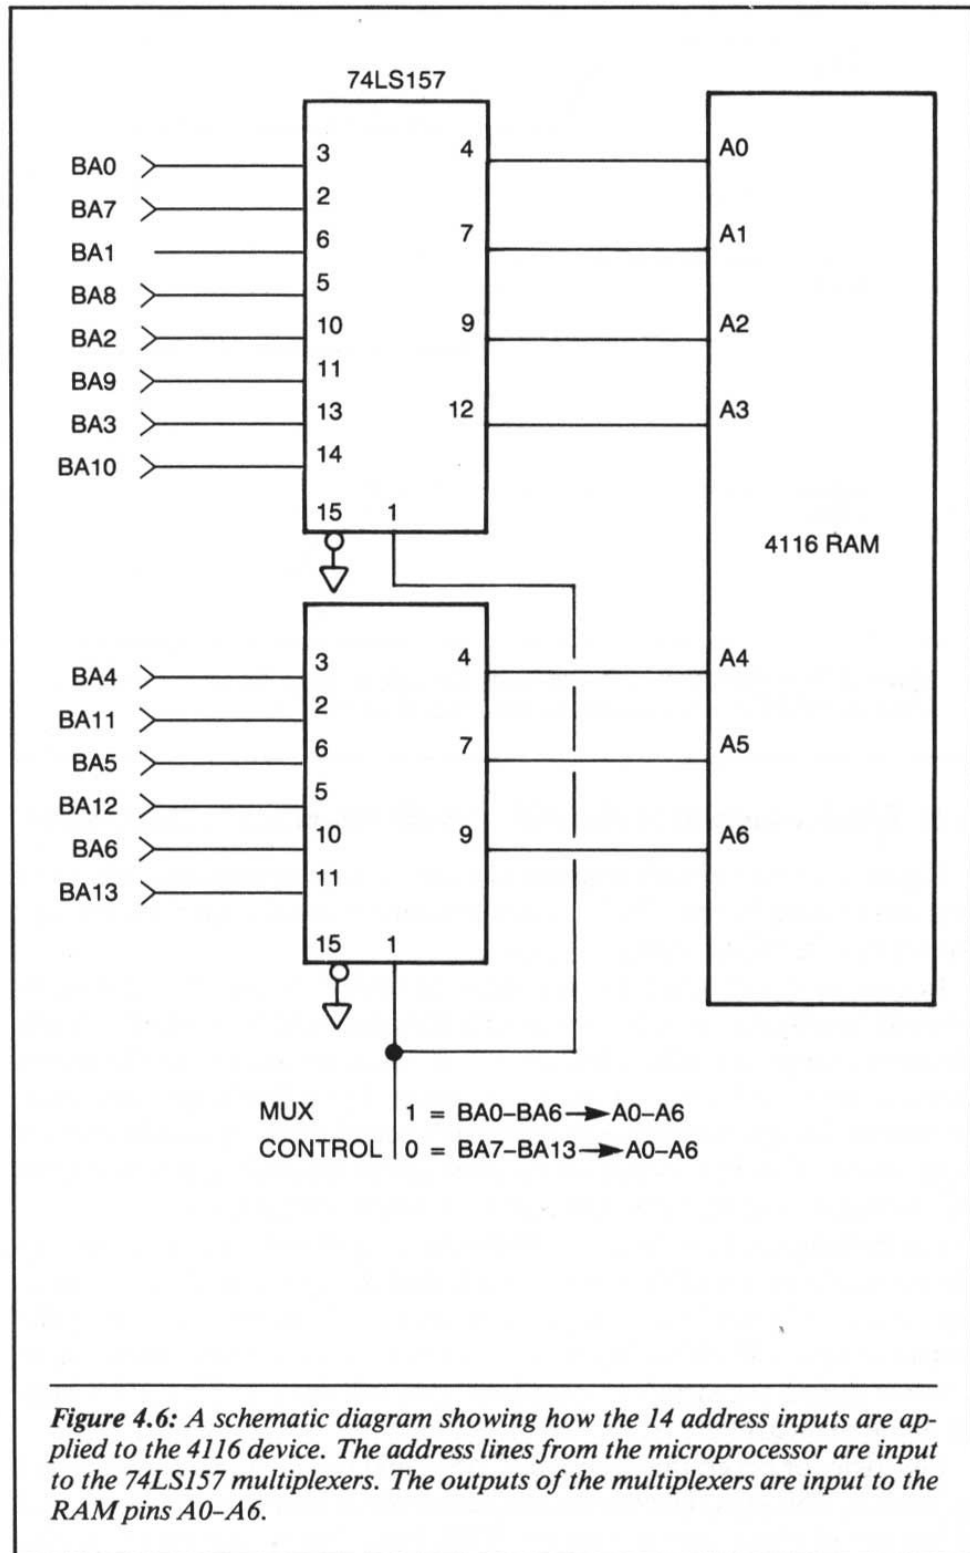 74LS157
BA0 3 4 A0
BA7 2
BA1 6 7 A1
BA8 5
BA2 10 9 A2
BA9 11
BA3 13 12 A3
BA10 14
15 1
4116 RAM
BA4 3 4 A4
BA11 2
BA5 6 7 A5
BA12 5
BA6 10 9 A6
BA13 11
15 1
MUX 1 = BA0–BA6→A0–A6
CONTROL 0 = BA7–BA13→A0–A6
Figure 4.6: A schematic diagram showing how the 14 address inputs are ap-
plied to the 4116 device. The address lines from the microprocessor are input
to the 74LS157 multiplexers. The outputs of the multiplexers are input to the
RAM pins A0–A6.